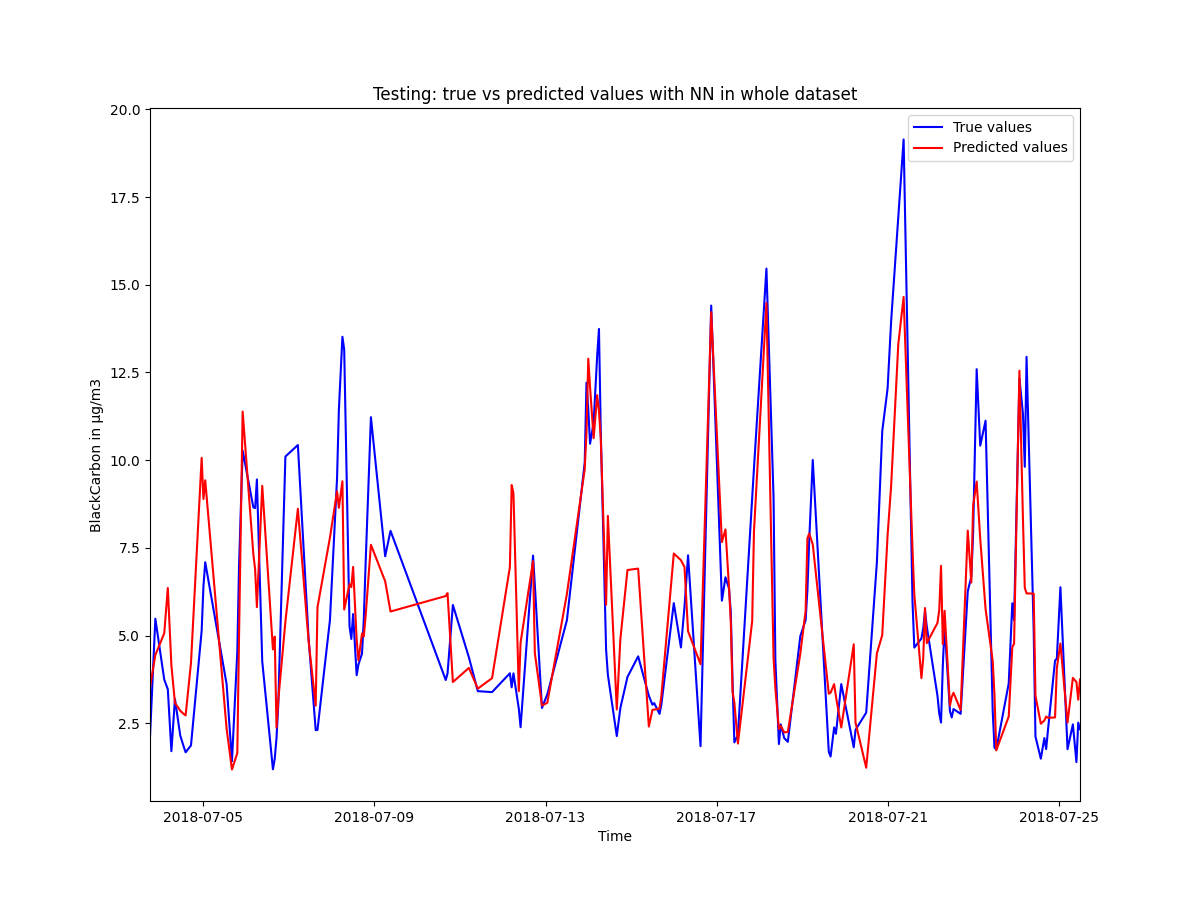 Testing: true vs predicted values with NN in whole dataset
True values
Predicted values
20.0
17.5
15.0
12.5
10.0
7.5
5.0
2.5
BlackCarbon in μg/m3
2018-07-05
2018-07-09
2018-07-13
2018-07-17
2018-07-21
2018-07-25
Time